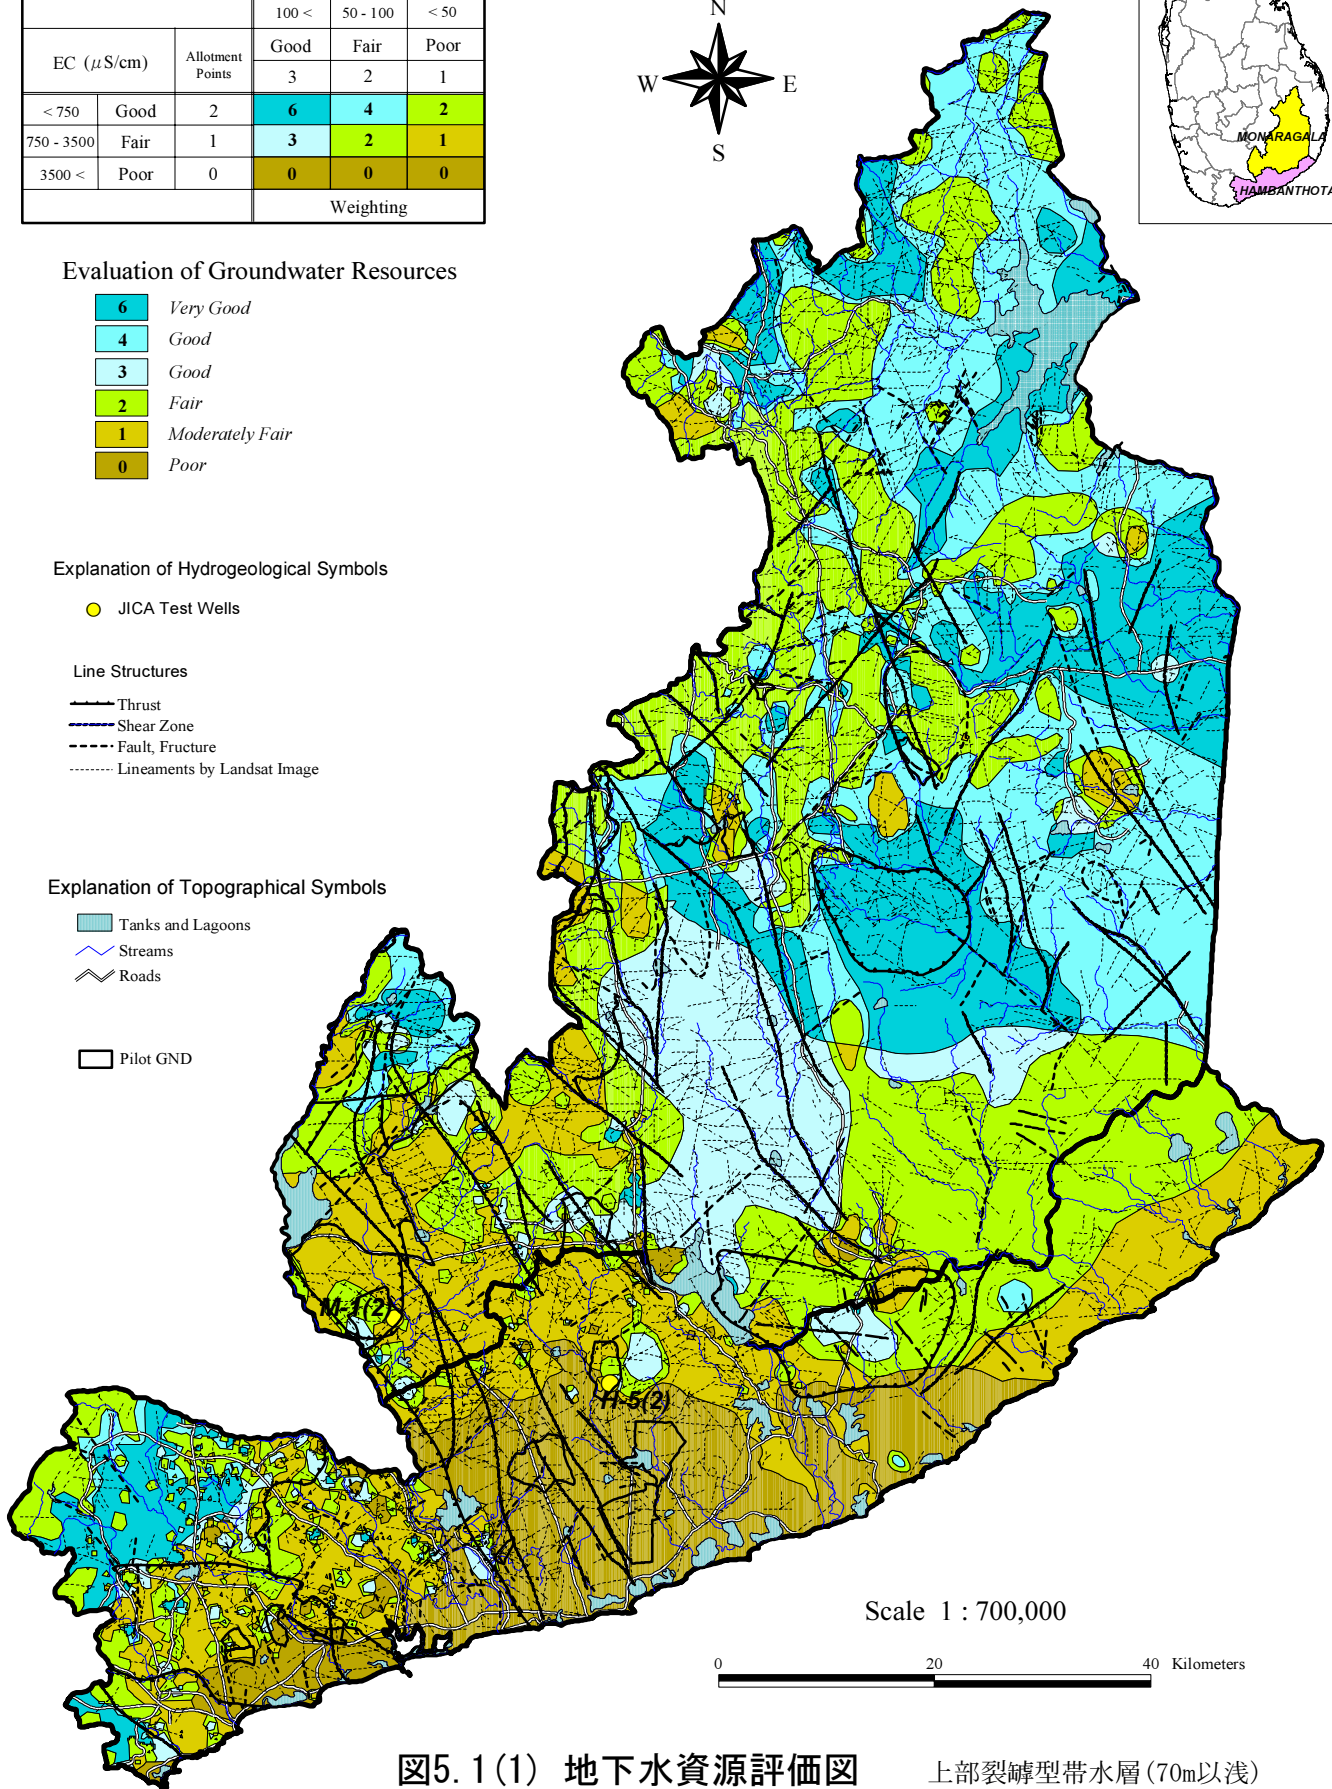 100 < 50 - 100 < 50
EC (μS/cm) Allotment Points Good Fair Poor
3 2 1
< 750 Good 2 6 4 2
750 - 3500 Fair 1 3 2 1
3500 < Poor 0 0 0 0
Weighting
N
W E
S
MONARAGALA
HAMBANTHOTA
Evaluation of Groundwater Resources
6 Very Good
4 Good
3 Good
2 Fair
1 Moderately Fair
0 Poor
Explanation of Hydrogeological Symbols
JICA Test Wells
Line Structures
Thrust
Shear Zone
Fault, Fructure
Lineaments by Landsat Image
Explanation of Topographical Symbols
Tanks and Lagoons
Streams
Roads
Pilot GND
M-1(2)
H-5(2)
Scale 1 : 700,000
0 20 40 Kilometers
図5.1(1) 地下水資源評価図 上部裂罅型帯水層(70m以浅)